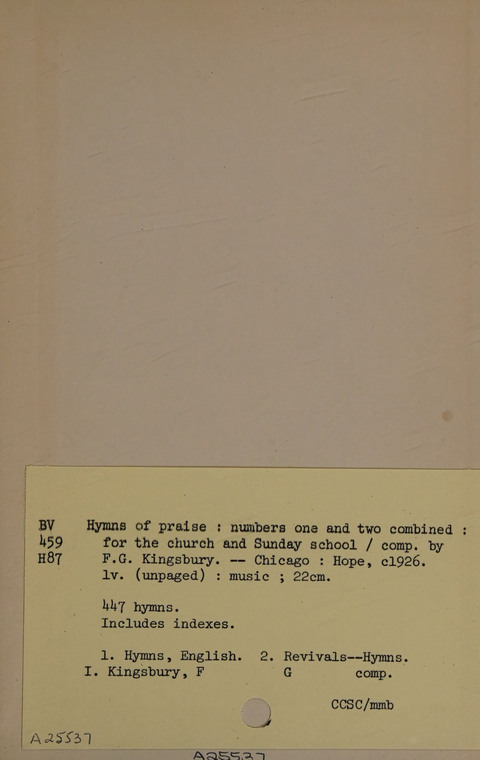 BV Hymns of praise : numbers one and two combined :
459 for the church and Sunday school / comp. by
H87 F.G. Kingsbury. -- Chicago : Hope, c1926.
lv. (unpaged) : music ; 22cm.
447 hymns.
Includes indexes.
1. Hymns, English. 2. Revivals--Hymns.
I. Kingsbury, F G comp.
CCSC/mmb
A25537
A25537